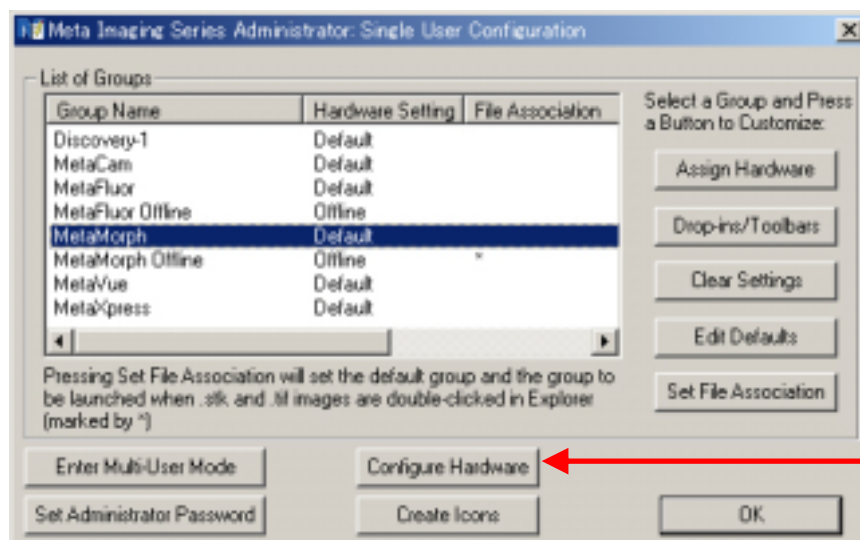 Meta Imaging Series Administrator: Single User Configuration
List of Groups
Group Name Hardware Setting File Association
Discovery-1 Default
MetaCam Default
MetaFluor Default
MetaFluor Offline Offline
MetaMorph Default
MetaMorph Offline Offline *
MetaVue Default
MetaXpress Default
Pressing Set File Association will set the default group and the group to
be launched when .stk and .tif images are double-clicked in Explorer
(marked by *)
Select a Group and Press
a Button to Customize:
Assign Hardware
Drop-ins/Toolbars
Clear Settings
Edit Defaults
Set File Association
Enter Multi-User Mode
Configure Hardware
Set Administrator Password
Create Icons
OK